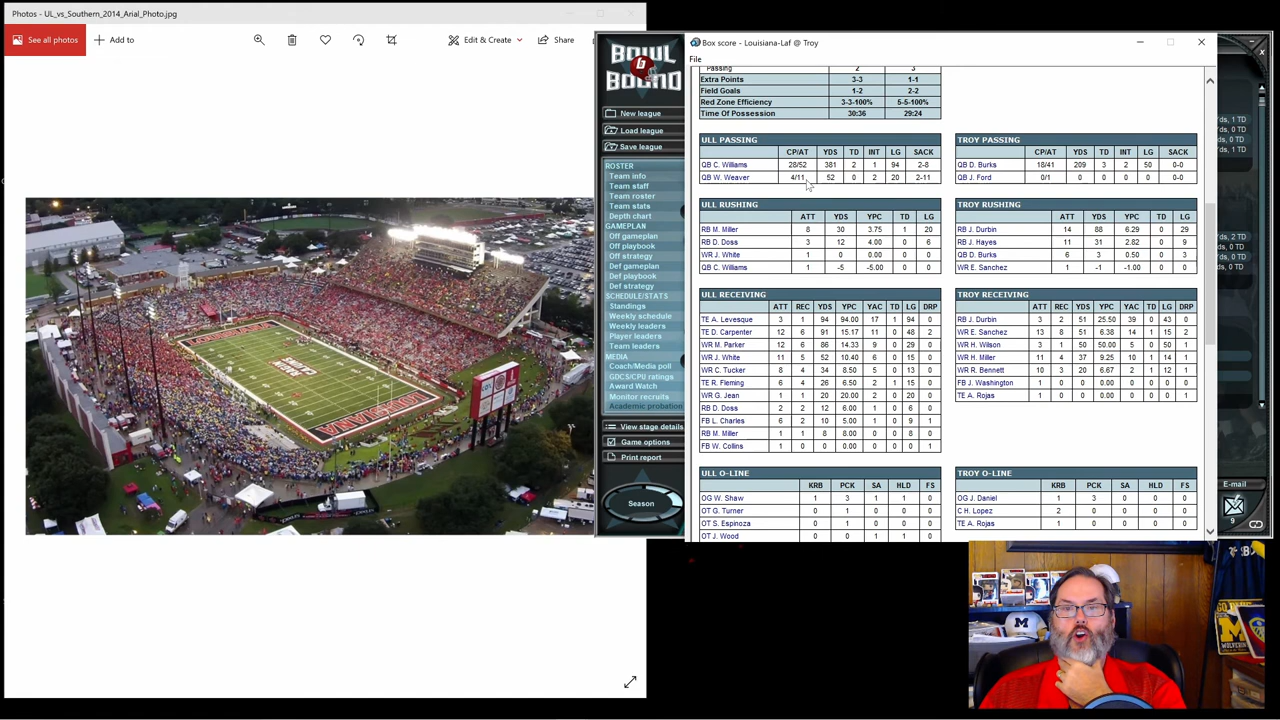 Photos - UL_vs_Southern_2014_Arial_Photo.jpg
See all photos
Add to
Edit & Create
Share
BOWL
BOUND
New league
Load league
Save league
ROSTER
Team info
Team staff
Team roster
Team stats
Depth chart
GAMEPLAN
Off gameplan
Off playbook
Off strategy
Def gameplan
Def playbook
Def strategy
SCHEDULE/STATS
Standings
Weekly schedule
Weekly leaders
Player leaders
Team leaders
MEDIA
Coach/Media poll
GDCS/CPU ratings
Award Watch
Monitor recruits
Academic probation
View stage details
Game options
Print report
Season
Box score - Louisiana-Laf @ Troy
File
Passing 2 3
Extra Points 3-3 1-1
Field Goals 1-2 2-2
Red Zone Efficiency 3-3-100% 5-5-100%
Time Of Possession 30:36 29:24
ULL PASSING
CP/AT YDS TD INT LG SACK
QB C. Williams 28/52 381 2 1 94 2-8
QB W. Weaver 4/11 52 0 2 20 2-11
TROY PASSING
CP/AT YDS TD INT LG SACK
QB D. Burks 18/41 209 3 2 50 0-0
QB J. Ford 0/1 0 0 0 0 0-0
ULL RUSHING
ATT YDS YPC TD LG
RB M. Miller 8 30 3.75 1 20
RB D. Doss 3 12 4.00 0 6
WR J. White 1 0 0.00 0 0
QB C. Williams 1 -5 -5.00 0 0
TROY RUSHING
ATT YDS YPC TD LG
RB J. Durbin 14 88 6.29 0 29
RB J. Hayes 11 31 2.82 0 9
QB D. Burks 6 3 0.50 0 3
WR E. Sanchez 1 -1 -1.00 0 0
ULL RECEIVING
ATT REC YDS YPC YAC TD LG DRP
TE A. Levesque 3 1 94 94.00 17 1 94 0
TE D. Carpenter 12 6 91 15.17 11 0 48 2
WR M. Parker 12 6 86 14.33 9 0 29 0
WR J. White 11 5 52 10.40 6 0 15 0
WR C. Tucker 8 4 34 8.50 5 0 13 0
TE R. Fleming 6 4 26 6.50 2 1 15 0
WR G. Jean 1 1 20 20.00 2 0 20 0
RB D. Doss 2 2 12 6.00 1 0 6 0
FB L. Charles 6 2 10 5.00 0 0 9 1
RB M. Miller 1 1 8 8.00 0 0 8 0
FB W. Collins 1 0 0 0.00 0 0 0 1
TROY RECEIVING
ATT REC YDS YPC YAC TD LG DRP
RB J. Durbin 3 2 51 25.50 39 0 43 0
WR E. Sanchez 13 8 51 6.38 14 1 15 2
WR H. Wilson 3 1 50 50.00 0 1 50 1
WR H. Miller 11 4 37 9.25 10 1 14 1
WR R. Bennett 10 3 20 6.67 2 0 12 1
FB J. Washington 1 0 0 0.00 0 0 0 1
TE A. Rojas 1 0 0 0.00 0 0 0 1
ULL O-LINE
KRB PCK SA HLD FS
OG W. Shaw 1 3 1 1 0
OT G. Turner 0 1 0 0 0
OT S. Espinoza 0 1 0 0 0
OT J. Wood 0 0 1 1 0
TROY O-LINE
KRB PCK SA HLD FS
OG J. Daniel 1 3 0 0 0
C H. Lopez 2 0 0 0 0
TE A. Rojas 1 0 0 0 0
yds, 1 TD
E-mail
9